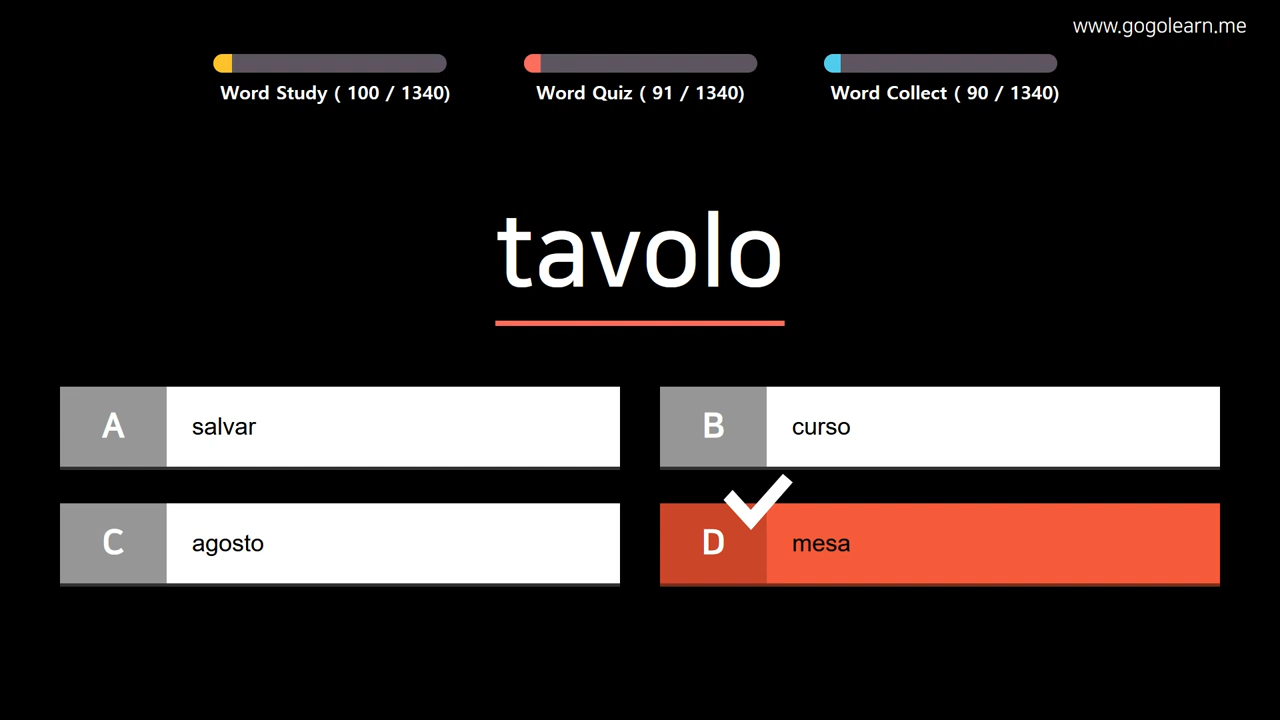 www.gogolearn.me
Word Study ( 100 / 1340)
Word Quiz ( 91 / 1340)
Word Collect ( 90 / 1340)
tavolo
A salvar
B curso
C agosto
D mesa